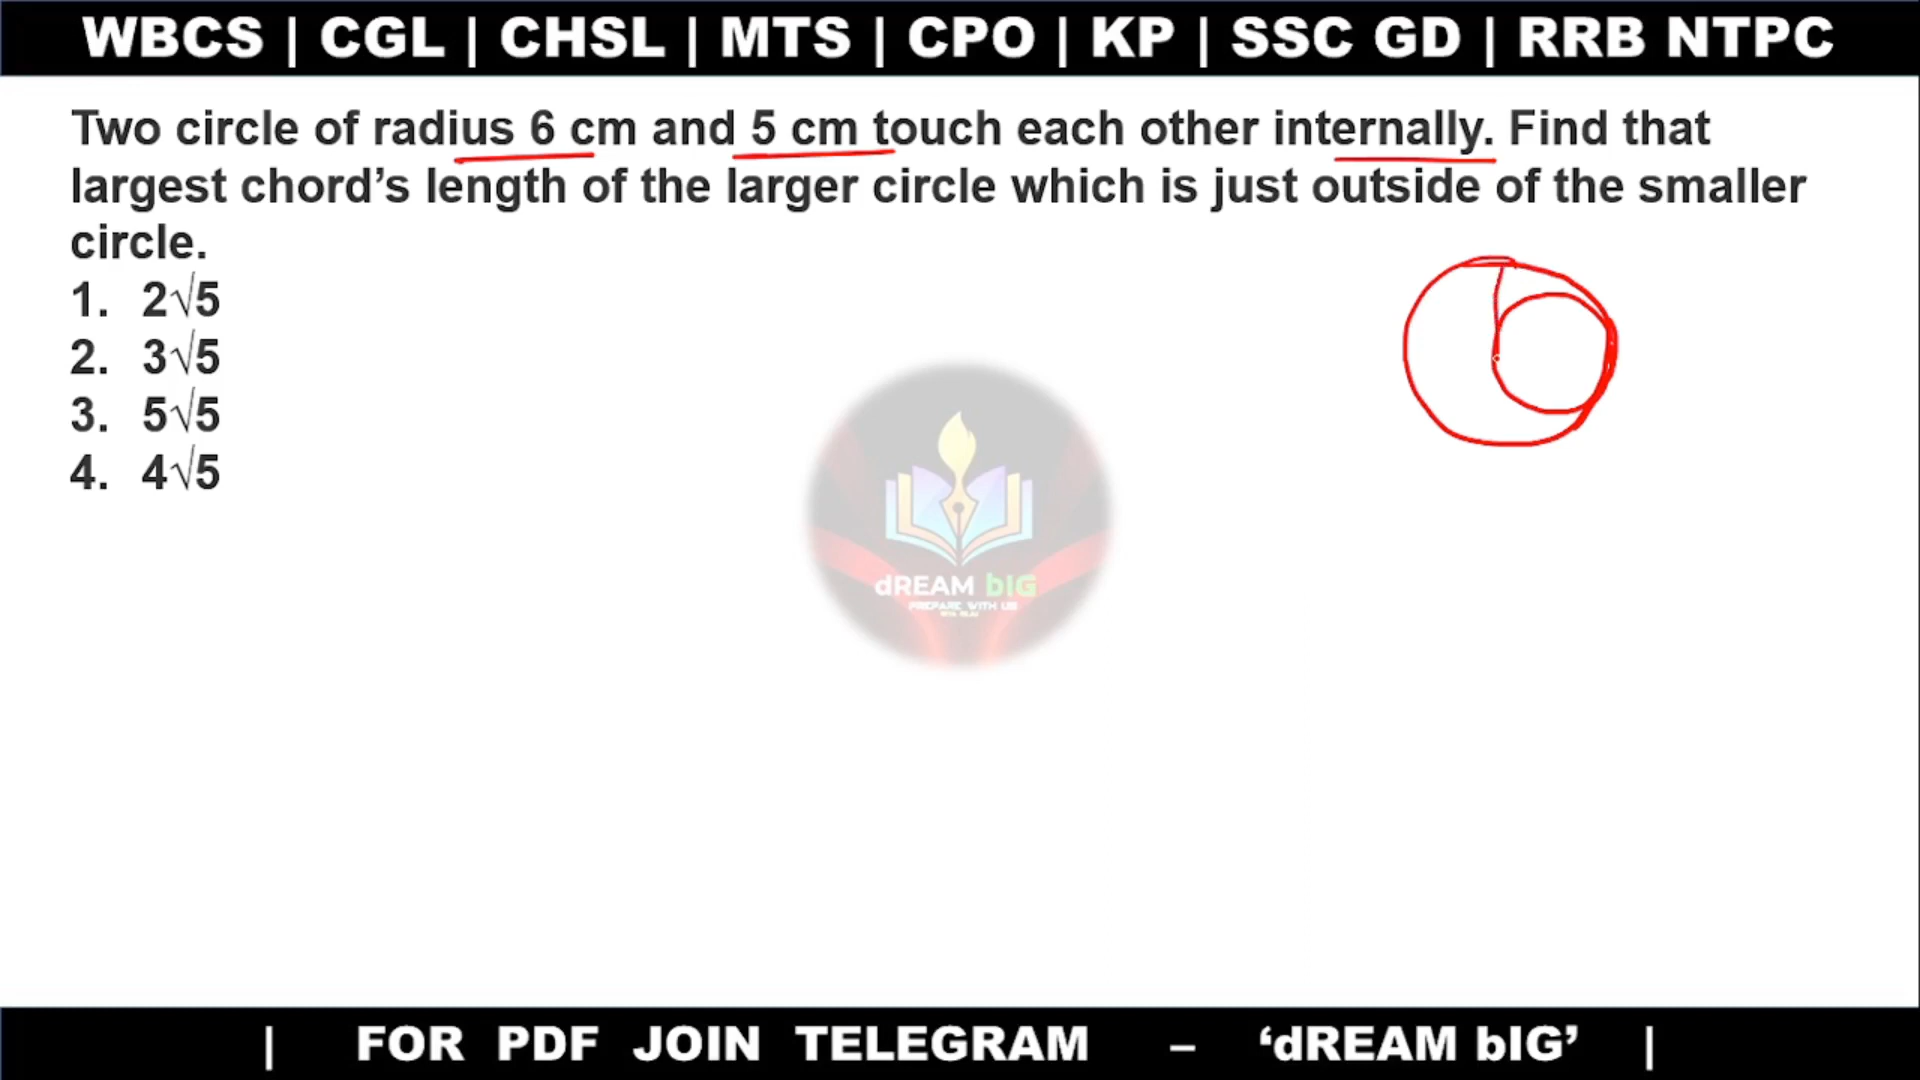 WBCS | CGL | CHSL | MTS | CPO | KP | SSC GD | RRB NTPC
Two circle of radius 6 cm and 5 cm touch each other internally. Find that
largest chord’s length of the larger circle which is just outside of the smaller
circle.
1. 2√5
2. 3√5
3. 5√5
4. 4√5
dREAM bIG
PREPARE WITH US
| FOR PDF JOIN TELEGRAM – ‘dREAM bIG’ |